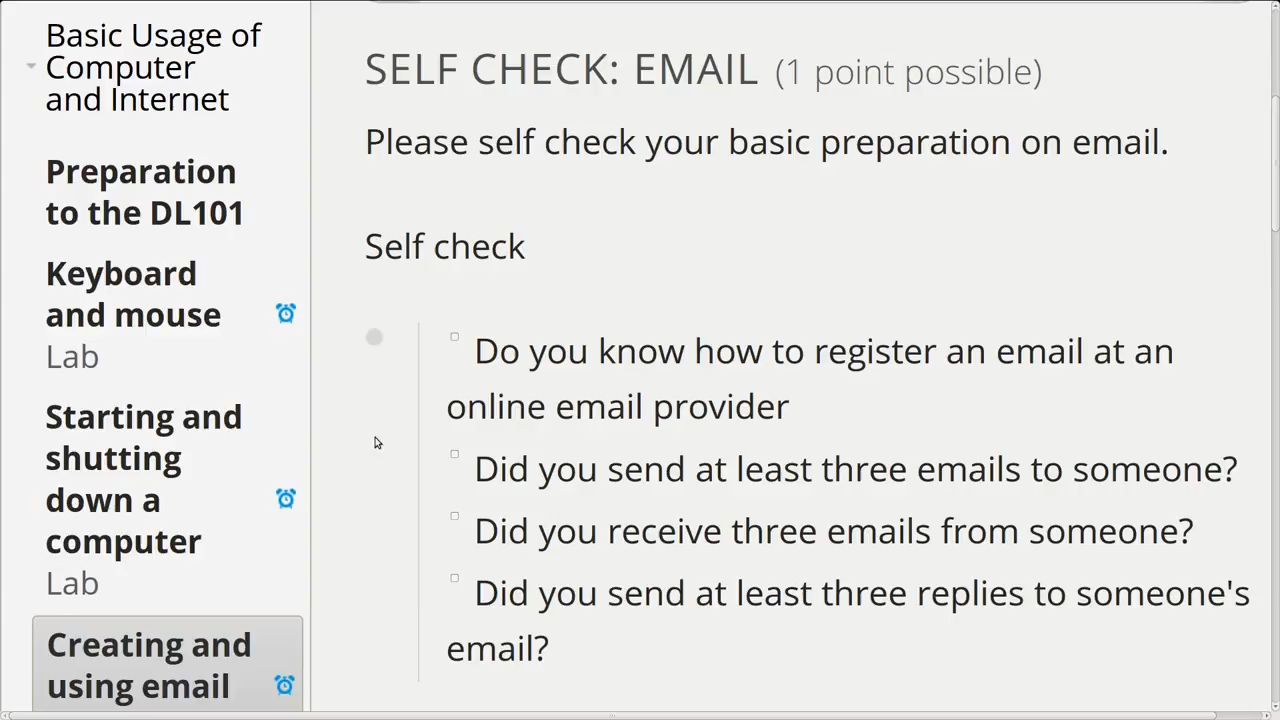 Basic Usage of
Computer
and Internet
Preparation
to the DL101
Keyboard
and mouse
Lab
Starting and
shutting
down a
computer
Lab
Creating and
using email
SELF CHECK: EMAIL (1 point possible)
Please self check your basic preparation on email.
Self check
Do you know how to register an email at an
online email provider
Did you send at least three emails to someone?
Did you receive three emails from someone?
Did you send at least three replies to someone's
email?